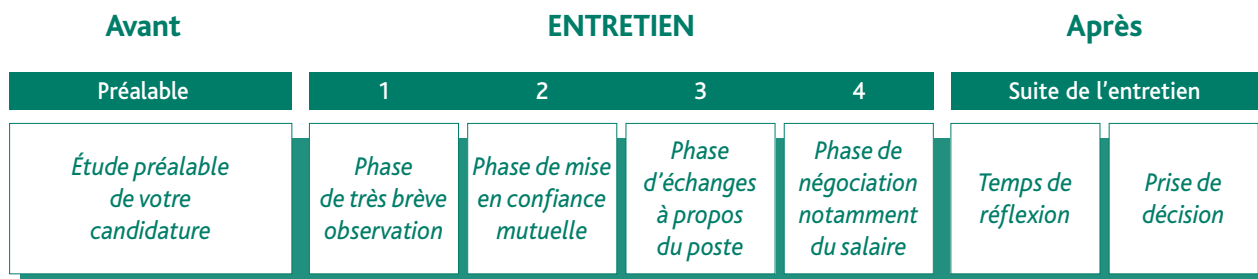 Avant
ENTRETIEN
Après
Préalable
1
2
3
4
Suite de l’entretien
Étude préalable
de votre
candidature
Phase
de très brève
observation
Phase de mise
en confiance
mutuelle
Phase
d’échanges
à propos
du poste
Phase de
négociation
notamment
du salaire
Temps de
réflexion
Prise de
décision